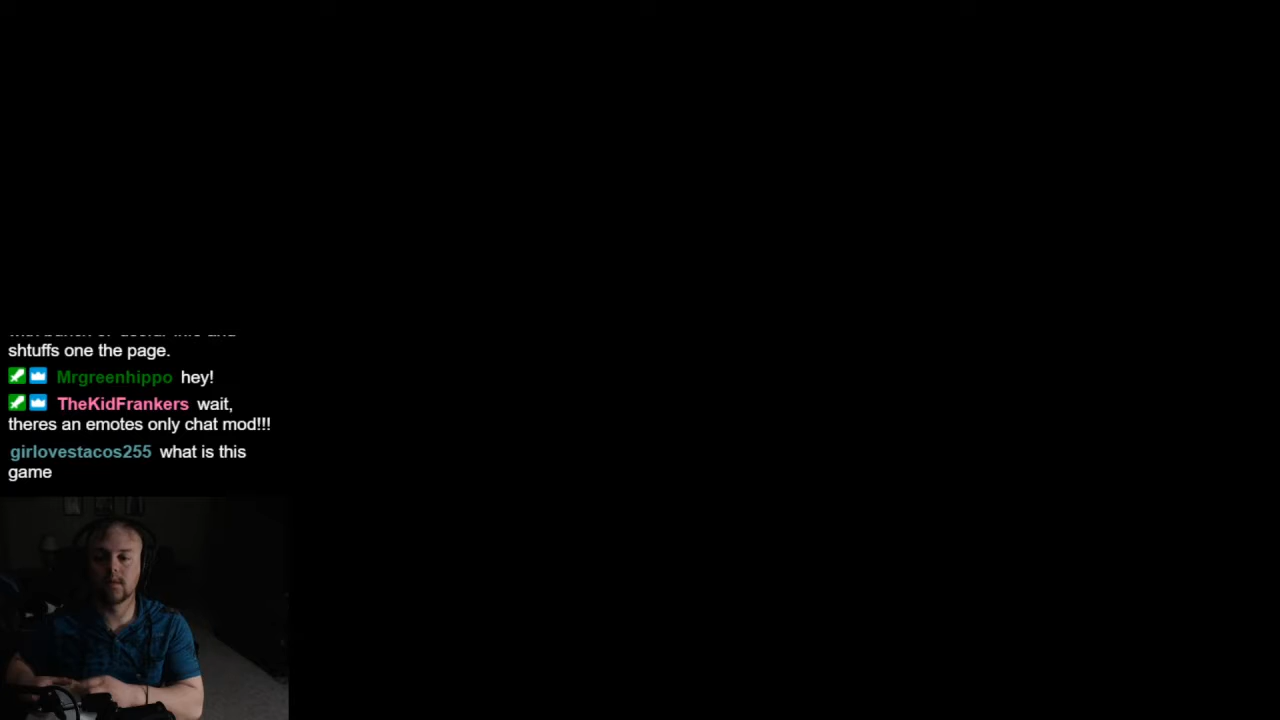 shtuffs one the page.
Mrgreenhippo hey!
TheKidFrankers wait,
theres an emotes only chat mod!!!
girlovestacos255 what is this
game